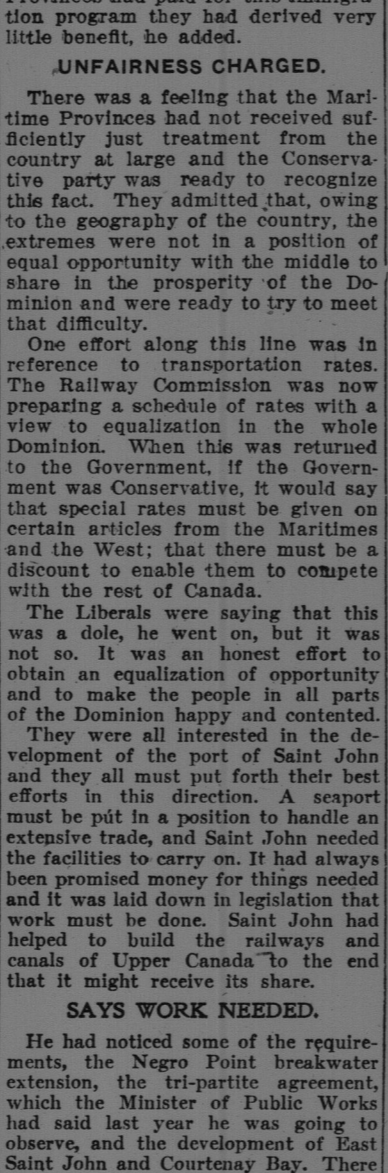 tion program they had derived very
little benefit, he added.
UNFAIRNESS CHARGED.
There was a feeling that the Mari-
time Provinces had not received suf-
ficiently just treatment from the
country at large and the Conserva-
tive party was ready to recognize
this fact. They admitted that, owing
to the geography of the country, the
extremes were not in a position of
equal opportunity with the middle to
share in the prosperity of the Do-
minion and were ready to try to meet
that difficulty.
One effort along this line was in
reference to transportation rates.
The Railway Commission was now
preparing a schedule of rates with a
view to equalization in the whole
Dominion. When this was returned
to the Government, if the Govern-
ment was Conservative, it would say
that special rates must be given on
certain articles from the Maritimes
and the West; that there must be a
discount to enable them to compete
with the rest of Canada.
The Liberals were saying that this
was a dole, he went on, but it was
not so. It was an honest effort to
obtain an equalization of opportunity
and to make the people in all parts
of the Dominion happy and contented.
They were all interested in the de-
velopment of the port of Saint John
and they all must put forth their best
efforts in this direction. A seaport
must be put in a position to handle an
extensive trade, and Saint John needed
the facilities to carry on. It had always
been promised money for things needed
and it was laid down in legislation that
work must be done. Saint John had
helped to build the railways and
canals of Upper Canada to the end
that it might receive its share.
SAYS WORK NEEDED.
He had noticed some of the require-
ments, the Negro Point breakwater
extension, the tri-partite agreement,
which the Minister of Public Works
had said last year he was going to
observe, and the development of East
Saint John and Courtenay Bay. There